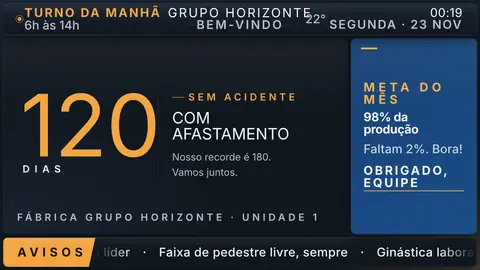 TURNO DA MANHÃ
6h às 14h
GRUPO HORIZONTE
BEM-VINDO
22°
00:19
SEGUNDA · 23 NOV
120
DIAS
SEM ACIDENTE
COM
AFASTAMENTO
Nosso recorde é 180.
Vamos juntos.
FÁBRICA GRUPO HORIZONTE · UNIDADE 1
META DO
MÊS
98% da
produção
Faltam 2%. Bora!
OBRIGADO,
EQUIPE
AVISOS
líder · Faixa de pedestre livre, sempre · Ginástica labora